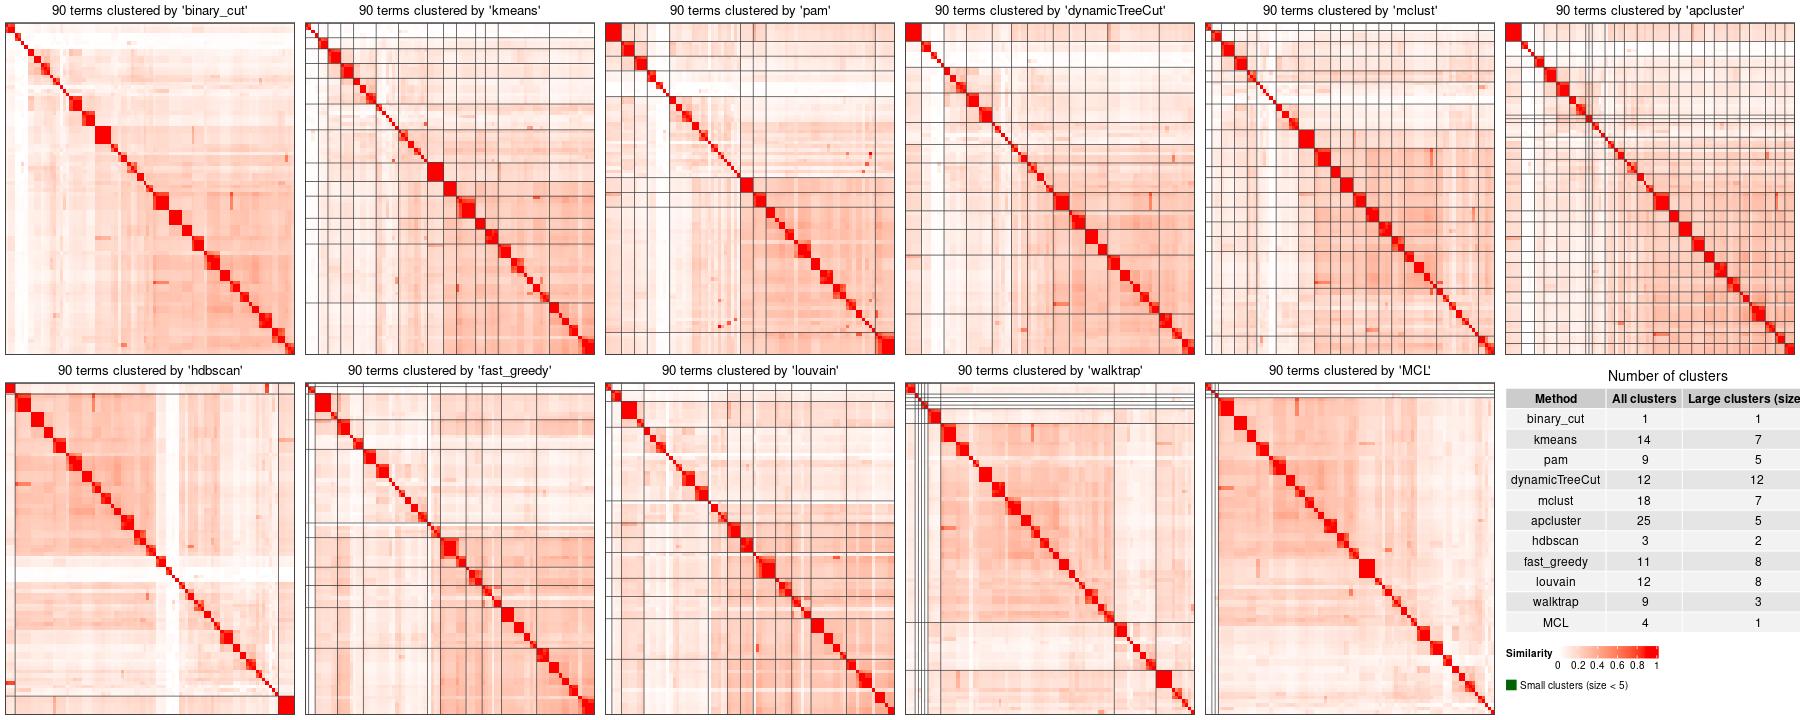 90 terms clustered by 'binary_cut'
90 terms clustered by 'kmeans'
90 terms clustered by 'pam'
90 terms clustered by 'dynamicTreeCut'
90 terms clustered by 'mclust'
90 terms clustered by 'apcluster'
90 terms clustered by 'hdbscan'
90 terms clustered by 'fast_greedy'
90 terms clustered by 'louvain'
90 terms clustered by 'walktrap'
90 terms clustered by 'MCL'
Number of clusters
Method All clusters Large clusters (size
binary_cut 1 1
kmeans 14 7
pam 9 5
dynamicTreeCut 12 12
mclust 18 7
apcluster 25 5
hdbscan 3 2
fast_greedy 11 8
louvain 12 8
walktrap 9 3
MCL 4 1
Similarity
0 0.2 0.4 0.6 0.8 1
Small clusters (size < 5)